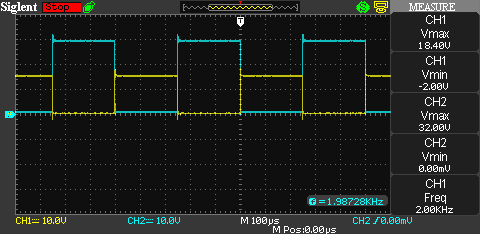 Siglent Stop T MEASURE
CH1
Vmax
18.40V
CH1
Vmin
-2.00V
CH2
Vmax
32.00V
CH2
Vmin
0.00mV
CH1
Freq
2.00KHz
=1.98728KHz
CH1 10.0V CH2 10.0V M 100μs CH2 /0.00mV
M Pos:0.00μs